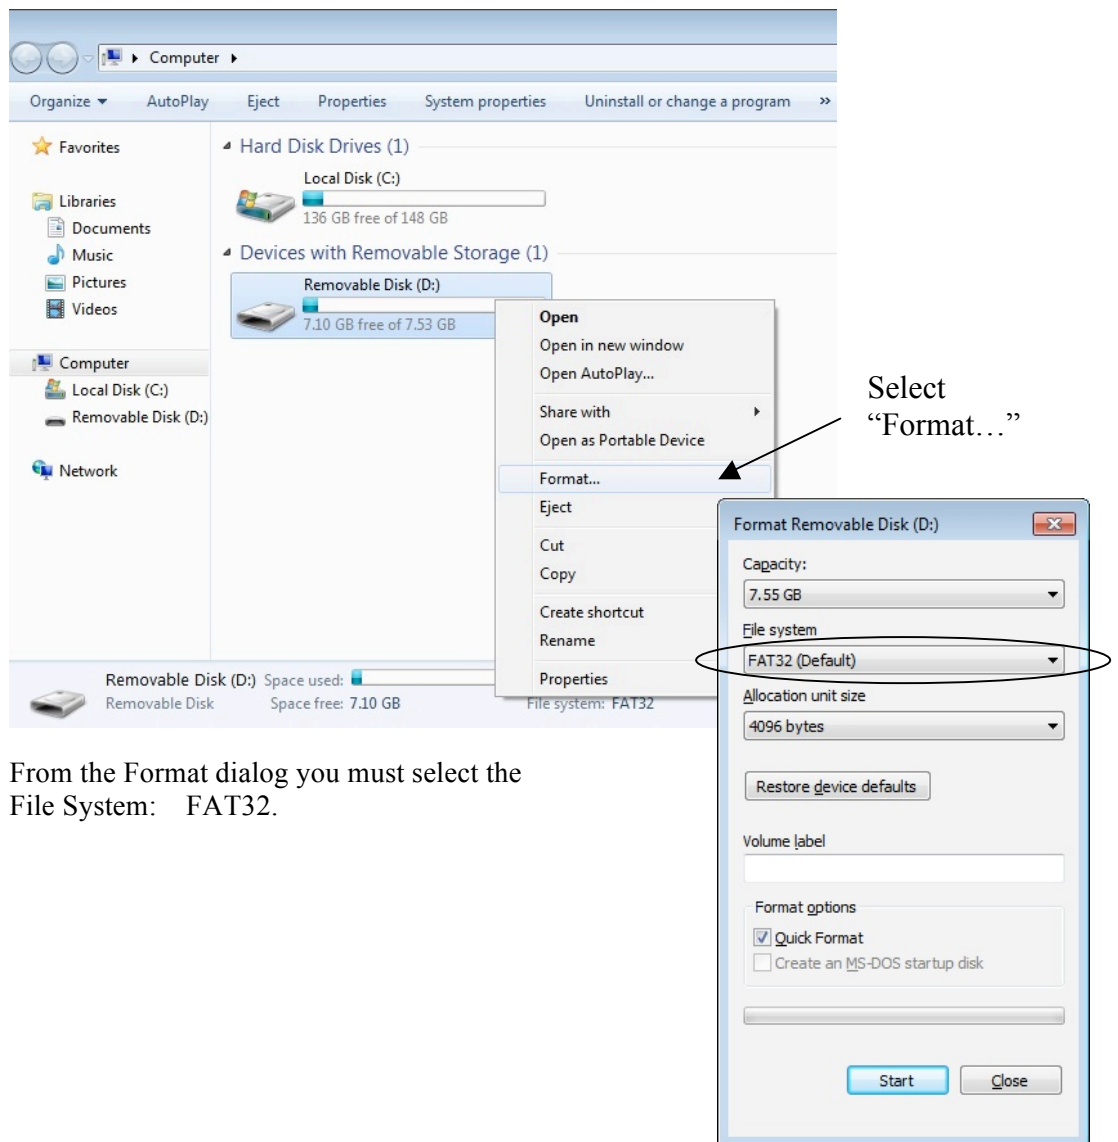 Computer
Organize AutoPlay Eject Properties System properties Uninstall or change a program »
Favorites
Libraries
Documents
Music
Pictures
Videos
Computer
Local Disk (C:)
Removable Disk (D:)
Network
Hard Disk Drives (1)
Local Disk (C:)
136 GB free of 148 GB
Devices with Removable Storage (1)
Removable Disk (D:)
7.10 GB free of 7.53 GB
Open
Open in new window
Open AutoPlay...
Share with
Open as Portable Device
Format...
Eject
Cut
Copy
Create shortcut
Rename
Properties
Select
“Format…”
Removable Disk (D:) Space used:
Removable Disk Space free: 7.10 GB File system: FAT32
Format Removable Disk (D:)
Capacity:
7.55 GB
File system
FAT32 (Default)
Allocation unit size
4096 bytes
Restore device defaults
Volume label
Format options
Quick Format
Create an MS-DOS startup disk
Start Close
From the Format dialog you must select the
File System: FAT32.